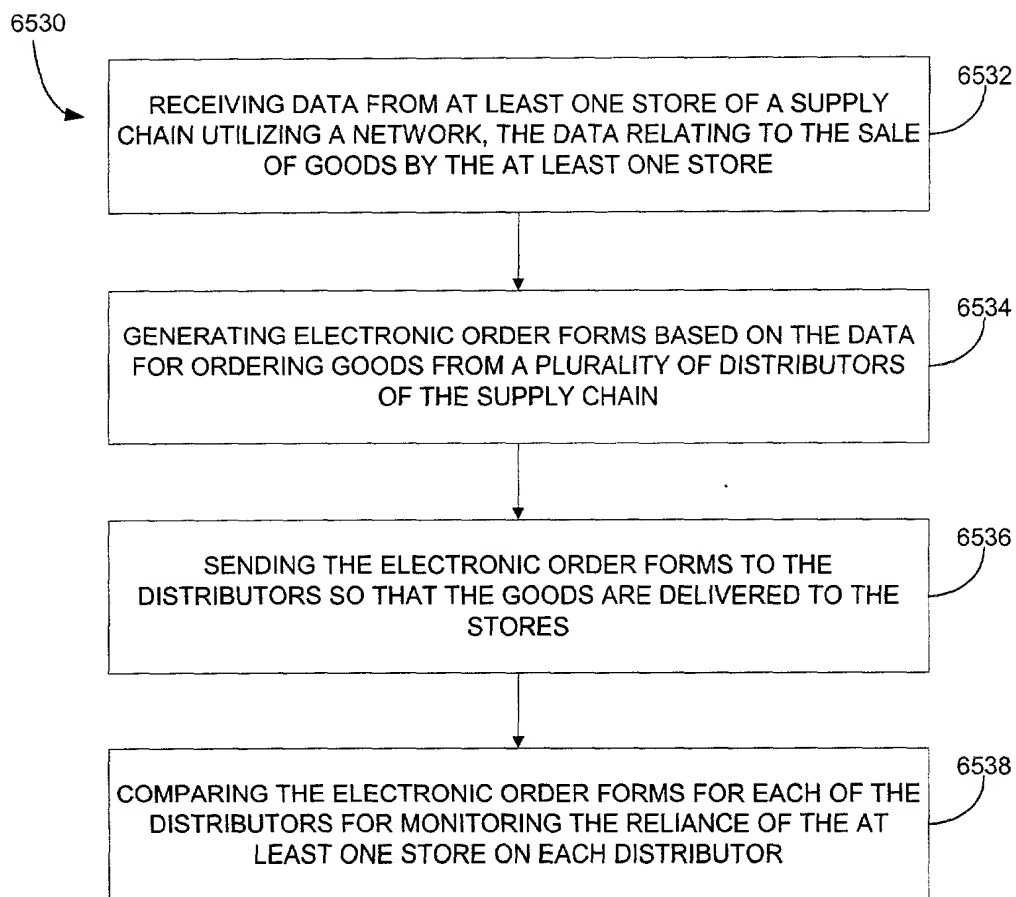 6530
6532
RECEIVING DATA FROM AT LEAST ONE STORE OF A SUPPLY
CHAIN UTILIZING A NETWORK, THE DATA RELATING TO THE SALE
OF GOODS BY THE AT LEAST ONE STORE
6534
GENERATING ELECTRONIC ORDER FORMS BASED ON THE DATA
FOR ORDERING GOODS FROM A PLURALITY OF DISTRIBUTORS
OF THE SUPPLY CHAIN
6536
SENDING THE ELECTRONIC ORDER FORMS TO THE
DISTRIBUTORS SO THAT THE GOODS ARE DELIVERED TO THE
STORES
6538
COMPARING THE ELECTRONIC ORDER FORMS FOR EACH OF THE
DISTRIBUTORS FOR MONITORING THE RELIANCE OF THE AT
LEAST ONE STORE ON EACH DISTRIBUTOR